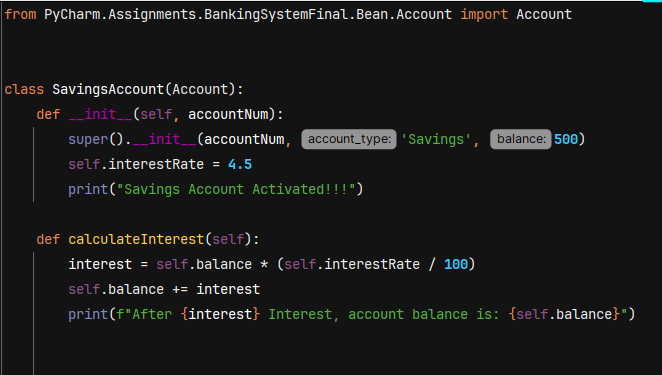 from PyCharm.Assignments.BankingSystemFinal.Bean.Account import Account
class SavingsAccount(Account):
def __init__(self, accountNum):
super().__init__(accountNum, account_type: 'Savings', balance: 500)
self.interestRate = 4.5
print("Savings Account Activated!!!")
def calculateInterest(self):
interest = self.balance * (self.interestRate / 100)
self.balance += interest
print(f"After {interest} Interest, account balance is: {self.balance}")